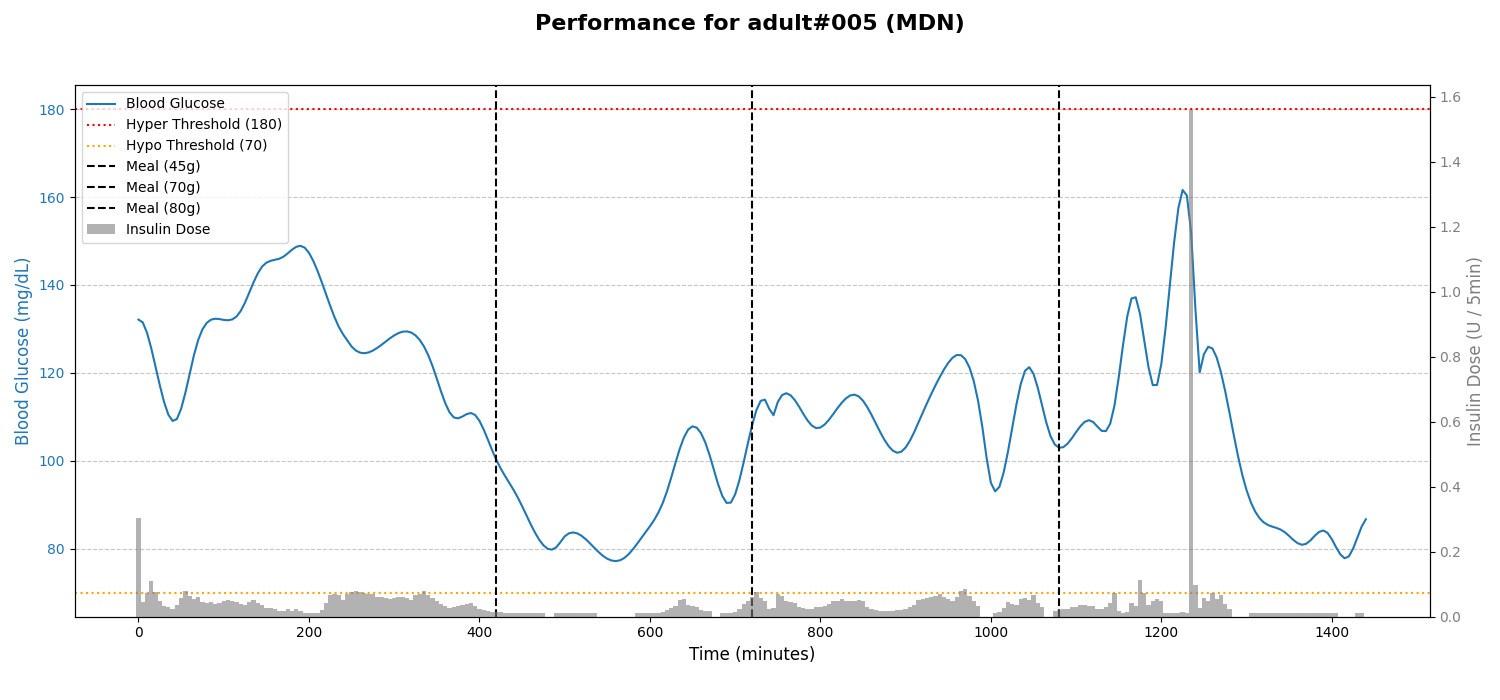 Performance for adult#005 (MDN)
Blood Glucose
Hyper Threshold (180)
Hypo Threshold (70)
Meal (45g)
Meal (70g)
Meal (80g)
Insulin Dose
Blood Glucose (mg/dL)
180
160
140
120
100
80
1.6
1.4
1.2
1.0
0.8
0.6
0.4
0.2
0.0
Insulin Dose (U / 5min)
0 200 400 600 800 1000 1200 1400
Time (minutes)